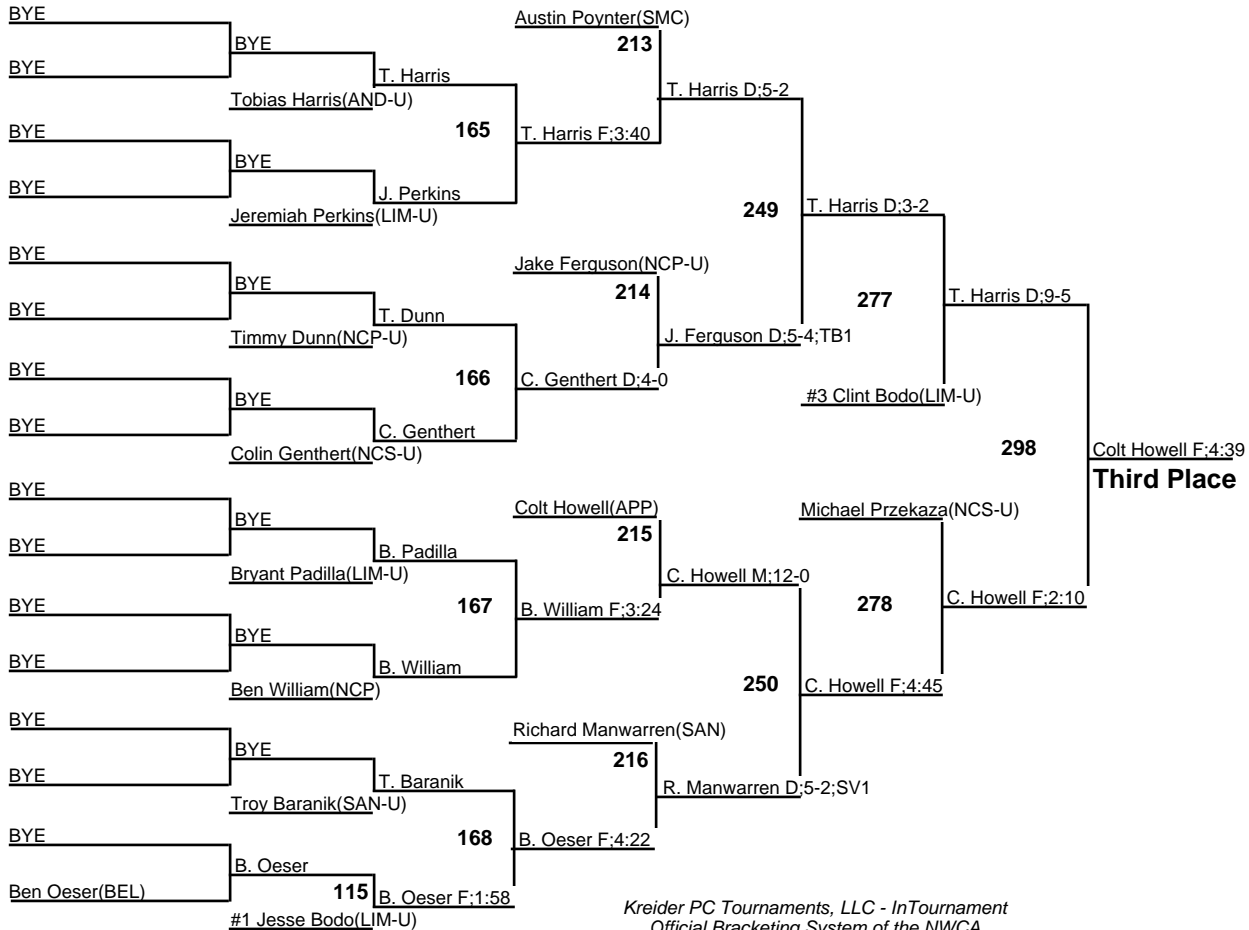 BYE
Austin Poynter(SMC)
BYE
213
BYE
T. Harris
T. Harris D;5-2
Tobias Harris(AND-U)
BYE
165
T. Harris F;3:40
BYE
J. Perkins
BYE
Jeremiah Perkins(LIM-U)
249
T. Harris D;3-2
BYE
Jake Ferguson(NCP-U)
BYE
214
277
T. Harris D;9-5
BYE
T. Dunn
Timmy Dunn(NCP-U)
J. Ferguson D;5-4;TB1
BYE
166
C. Genthert D;4-0
#3 Clint Bodo(LIM-U)
BYE
C. Genthert
BYE
Colin Genthert(NCS-U)
298
Colt Howell F;4:39
Third Place
BYE
Colt Howell(APP)
Michael Przekaza(NCS-U)
BYE
215
BYE
B. Padilla
Bryant Padilla(LIM-U)
C. Howell M;12-0
BYE
167
B. William F;3:24
278
C. Howell F;2:10
BYE
B. William
BYE
Ben William(NCP)
250
C. Howell F;4:45
BYE
Richard Manwarren(SAN)
BYE
216
BYE
T. Baranik
R. Manwarren D;5-2;SV1
Troy Baranik(SAN-U)
BYE
168
B. Oeser F;4:22
B. Oeser
Ben Oeser(BEL)
115
B. Oeser F;1:58
#1 Jesse Bodo(LIM-U)
Kreider PC Tournaments, LLC - InTournament
Official Bracketing System of the NWCA